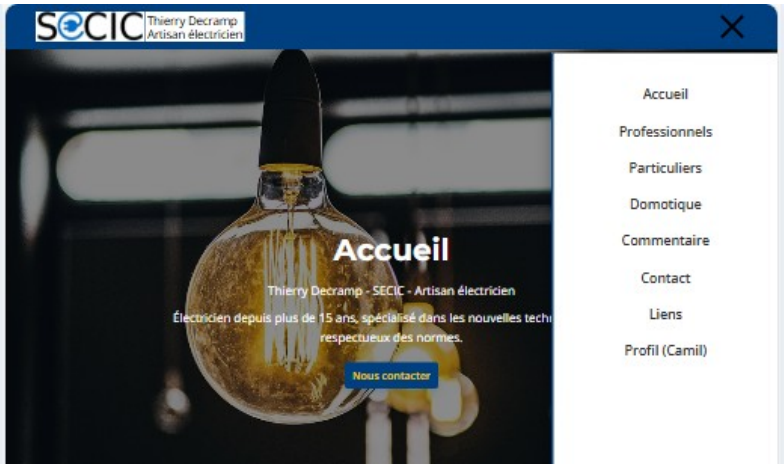 SECIC Thierry Decramp
Artisan électricien
Accueil
Professionnels
Particuliers
Domotique
Commentaire
Contact
Liens
Profil (Camil)
Accueil
Thierry Decramp - SECIC - Artisan électricien
Électricien depuis plus de 15 ans, spécialisé dans les nouvelles
respectueux des normes.
Nous contacter